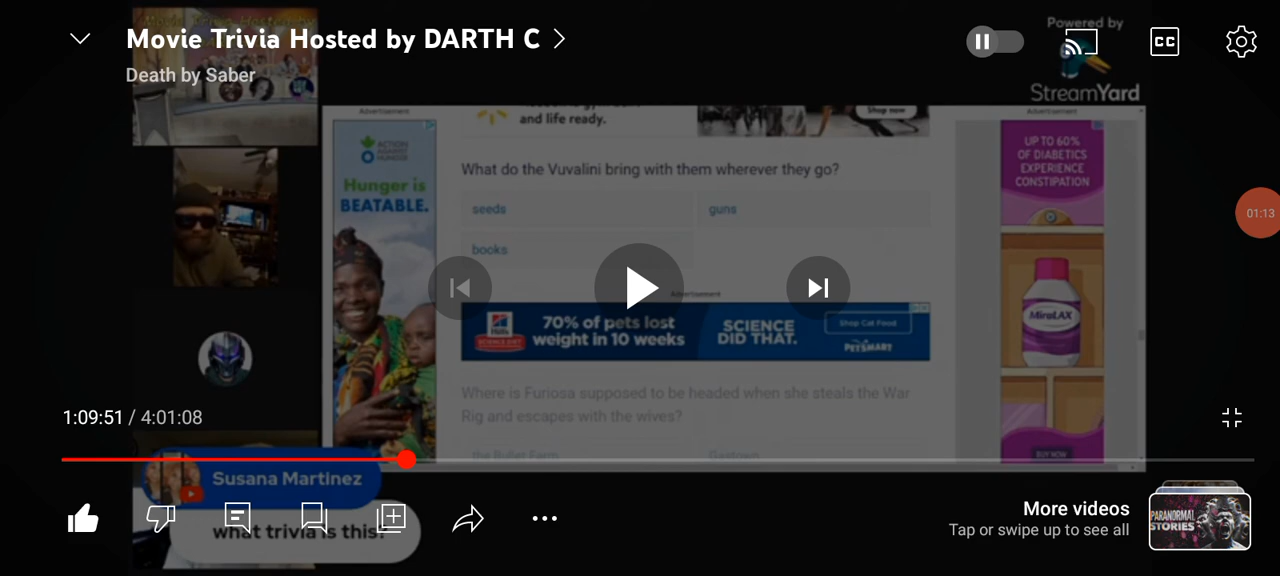 Movie Trivia Hosted by DARTH C
Death by Saber
Powered by
StreamYard
CC
Advertisement
Advertisement
and life ready.
Shop now
ACTION
AGAINST
HUNGER
Hunger is
BEATABLE.
What do the Vuvalini bring with them wherever they go?
seeds
guns
books
UP TO 60%
OF DIABETICS
EXPERIENCE
CONSTIPATION
01:13
Advertisement
Hill's
SCIENCE DIET
70% of pets lost
weight in 10 weeks
SCIENCE
DID THAT.
Shop Cat Food
PETSMART
MiraLAX
Where is Furiosa supposed to be headed when she steals the War
Rig and escapes with the wives?
the Bullet Farm
Gastown
BUY NOW
1:09:51 / 4:01:08
Susana Martinez
what trivia is this?
More videos
Tap or swipe up to see all
PARANORMAL
STORIES